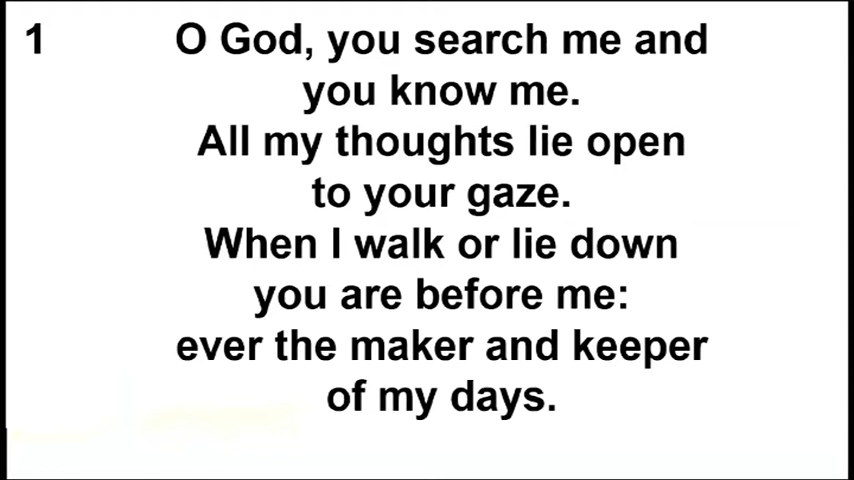 1 O God, you search me and
you know me.
All my thoughts lie open
to your gaze.
When I walk or lie down
you are before me:
ever the maker and keeper
of my days.